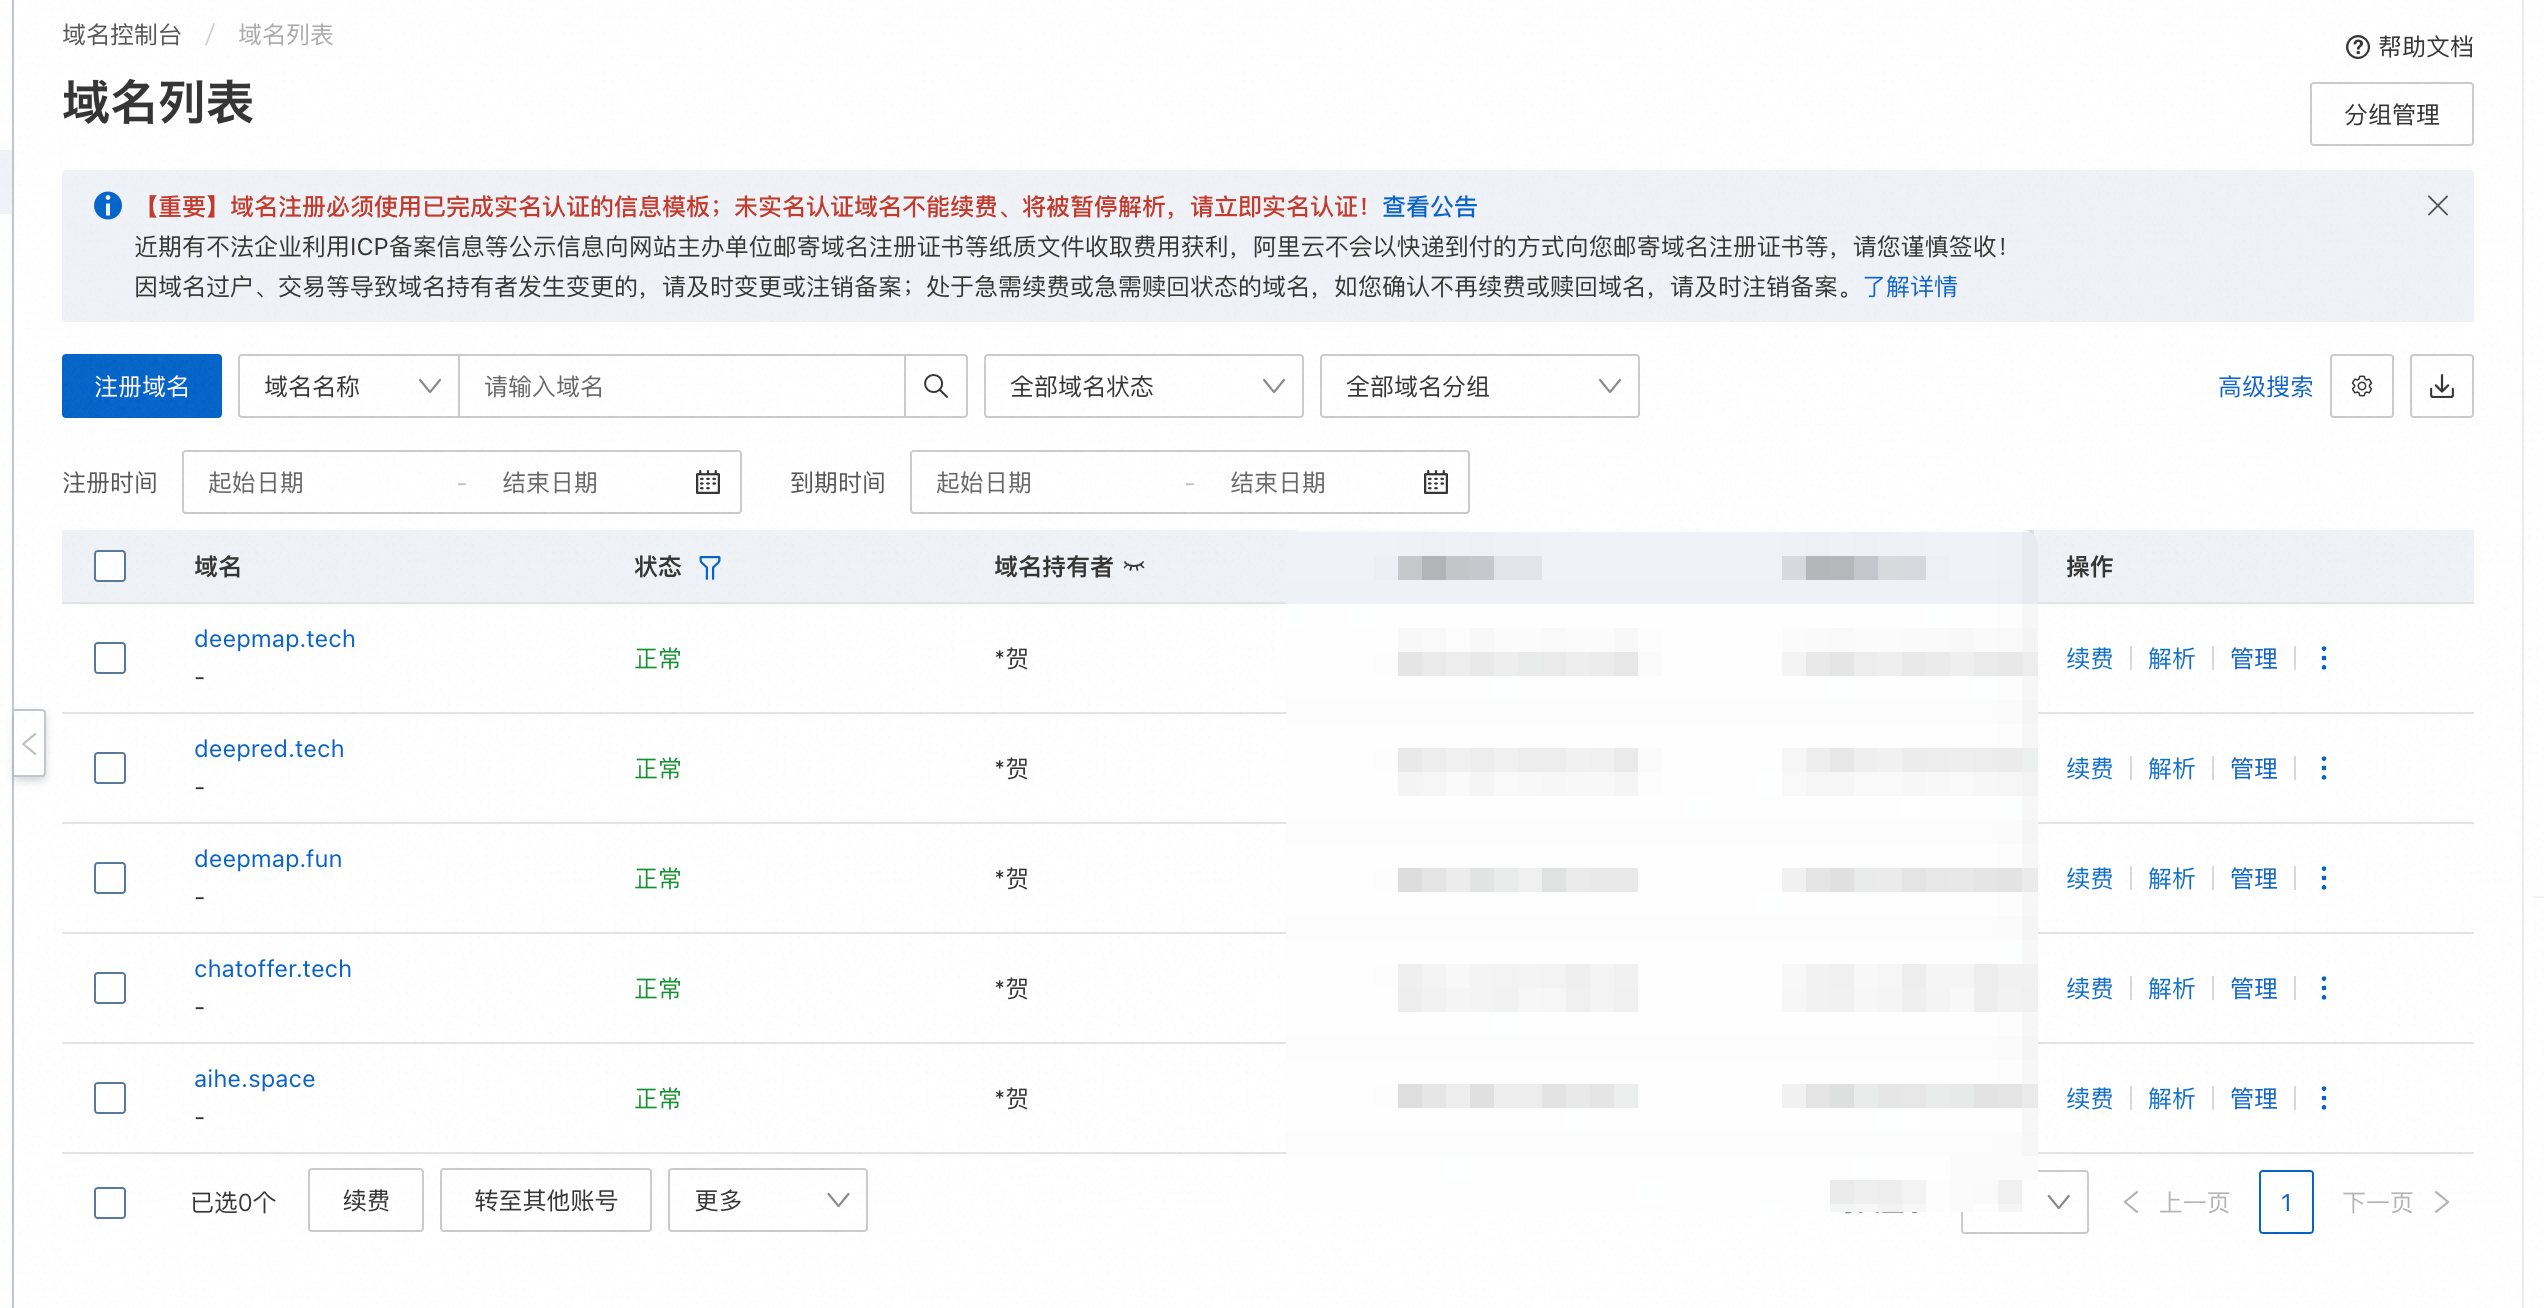 域名控制台 / 域名列表
帮助文档
域名列表
分组管理
【重要】域名注册必须使用已完成实名认证的信息模板；未实名认证域名不能续费、将被暂停解析，请立即实名认证！查看公告
近期有不法企业利用ICP备案信息等公示信息向网站主办单位邮寄域名注册证书等纸质文件收取费用获利，阿里云不会以快递到付的方式向您邮寄域名注册证书等，请您谨慎签收！
因域名过户、交易等导致域名持有者发生变更的，请及时变更或注销备案；处于急需续费或急需赎回状态的域名，如您确认不再续费或赎回域名，请及时注销备案。了解详情
注册域名 域名名称 请输入域名 全部域名状态 全部域名分组 高级搜索
注册时间 起始日期 - 结束日期 到期时间 起始日期 - 结束日期
域名 状态 域名持有者 操作
deepmap.tech
- 正常 *贺 续费 解析 管理
deepred.tech
- 正常 *贺 续费 解析 管理
deepmap.fun
- 正常 *贺 续费 解析 管理
chatoffer.tech
- 正常 *贺 续费 解析 管理
aihe.space
- 正常 *贺 续费 解析 管理
已选0个 续费 转至其他账号 更多 上一页 1 下一页